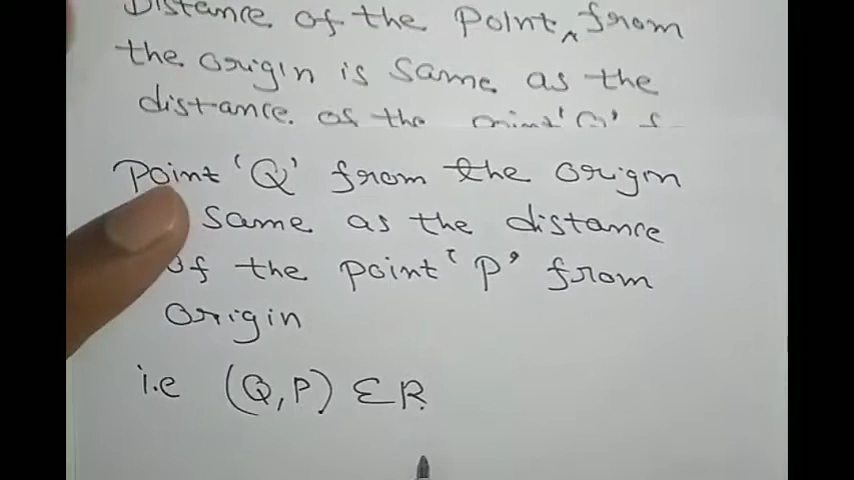 Distance of the Point ^ from
the origin is same as the
distance of the point 'Q' f
Point 'Q' from the origin
same as the distance
of the point 'P' from
origin
i.e (Q,P) ∈ R.